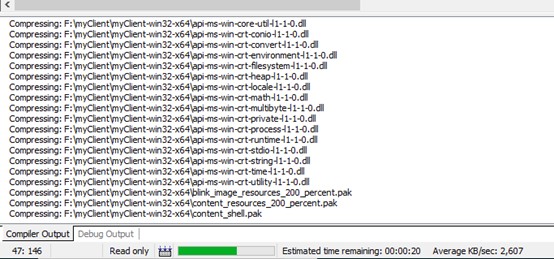 Compressing: F:\myClient\myClient-win32-x64\api-ms-win-core-util-l1-1-0.dll
Compressing: F:\myClient\myClient-win32-x64\api-ms-win-crt-conio-l1-1-0.dll
Compressing: F:\myClient\myClient-win32-x64\api-ms-win-crt-convert-l1-1-0.dll
Compressing: F:\myClient\myClient-win32-x64\api-ms-win-crt-environment-l1-1-0.dll
Compressing: F:\myClient\myClient-win32-x64\api-ms-win-crt-filesystem-l1-1-0.dll
Compressing: F:\myClient\myClient-win32-x64\api-ms-win-crt-heap-l1-1-0.dll
Compressing: F:\myClient\myClient-win32-x64\api-ms-win-crt-locale-l1-1-0.dll
Compressing: F:\myClient\myClient-win32-x64\api-ms-win-crt-math-l1-1-0.dll
Compressing: F:\myClient\myClient-win32-x64\api-ms-win-crt-multibyte-l1-1-0.dll
Compressing: F:\myClient\myClient-win32-x64\api-ms-win-crt-private-l1-1-0.dll
Compressing: F:\myClient\myClient-win32-x64\api-ms-win-crt-process-l1-1-0.dll
Compressing: F:\myClient\myClient-win32-x64\api-ms-win-crt-runtime-l1-1-0.dll
Compressing: F:\myClient\myClient-win32-x64\api-ms-win-crt-stdio-l1-1-0.dll
Compressing: F:\myClient\myClient-win32-x64\api-ms-win-crt-string-l1-1-0.dll
Compressing: F:\myClient\myClient-win32-x64\api-ms-win-crt-time-l1-1-0.dll
Compressing: F:\myClient\myClient-win32-x64\api-ms-win-crt-utility-l1-1-0.dll
Compressing: F:\myClient\myClient-win32-x64\blink_image_resources_200_percent.pak
Compressing: F:\myClient\myClient-win32-x64\content_resources_200_percent.pak
Compressing: F:\myClient\myClient-win32-x64\content_shell.pak
Compiler Output Debug Output
47: 146 Read only Estimated time remaining: 00:00:20 Average KB/sec: 2,607